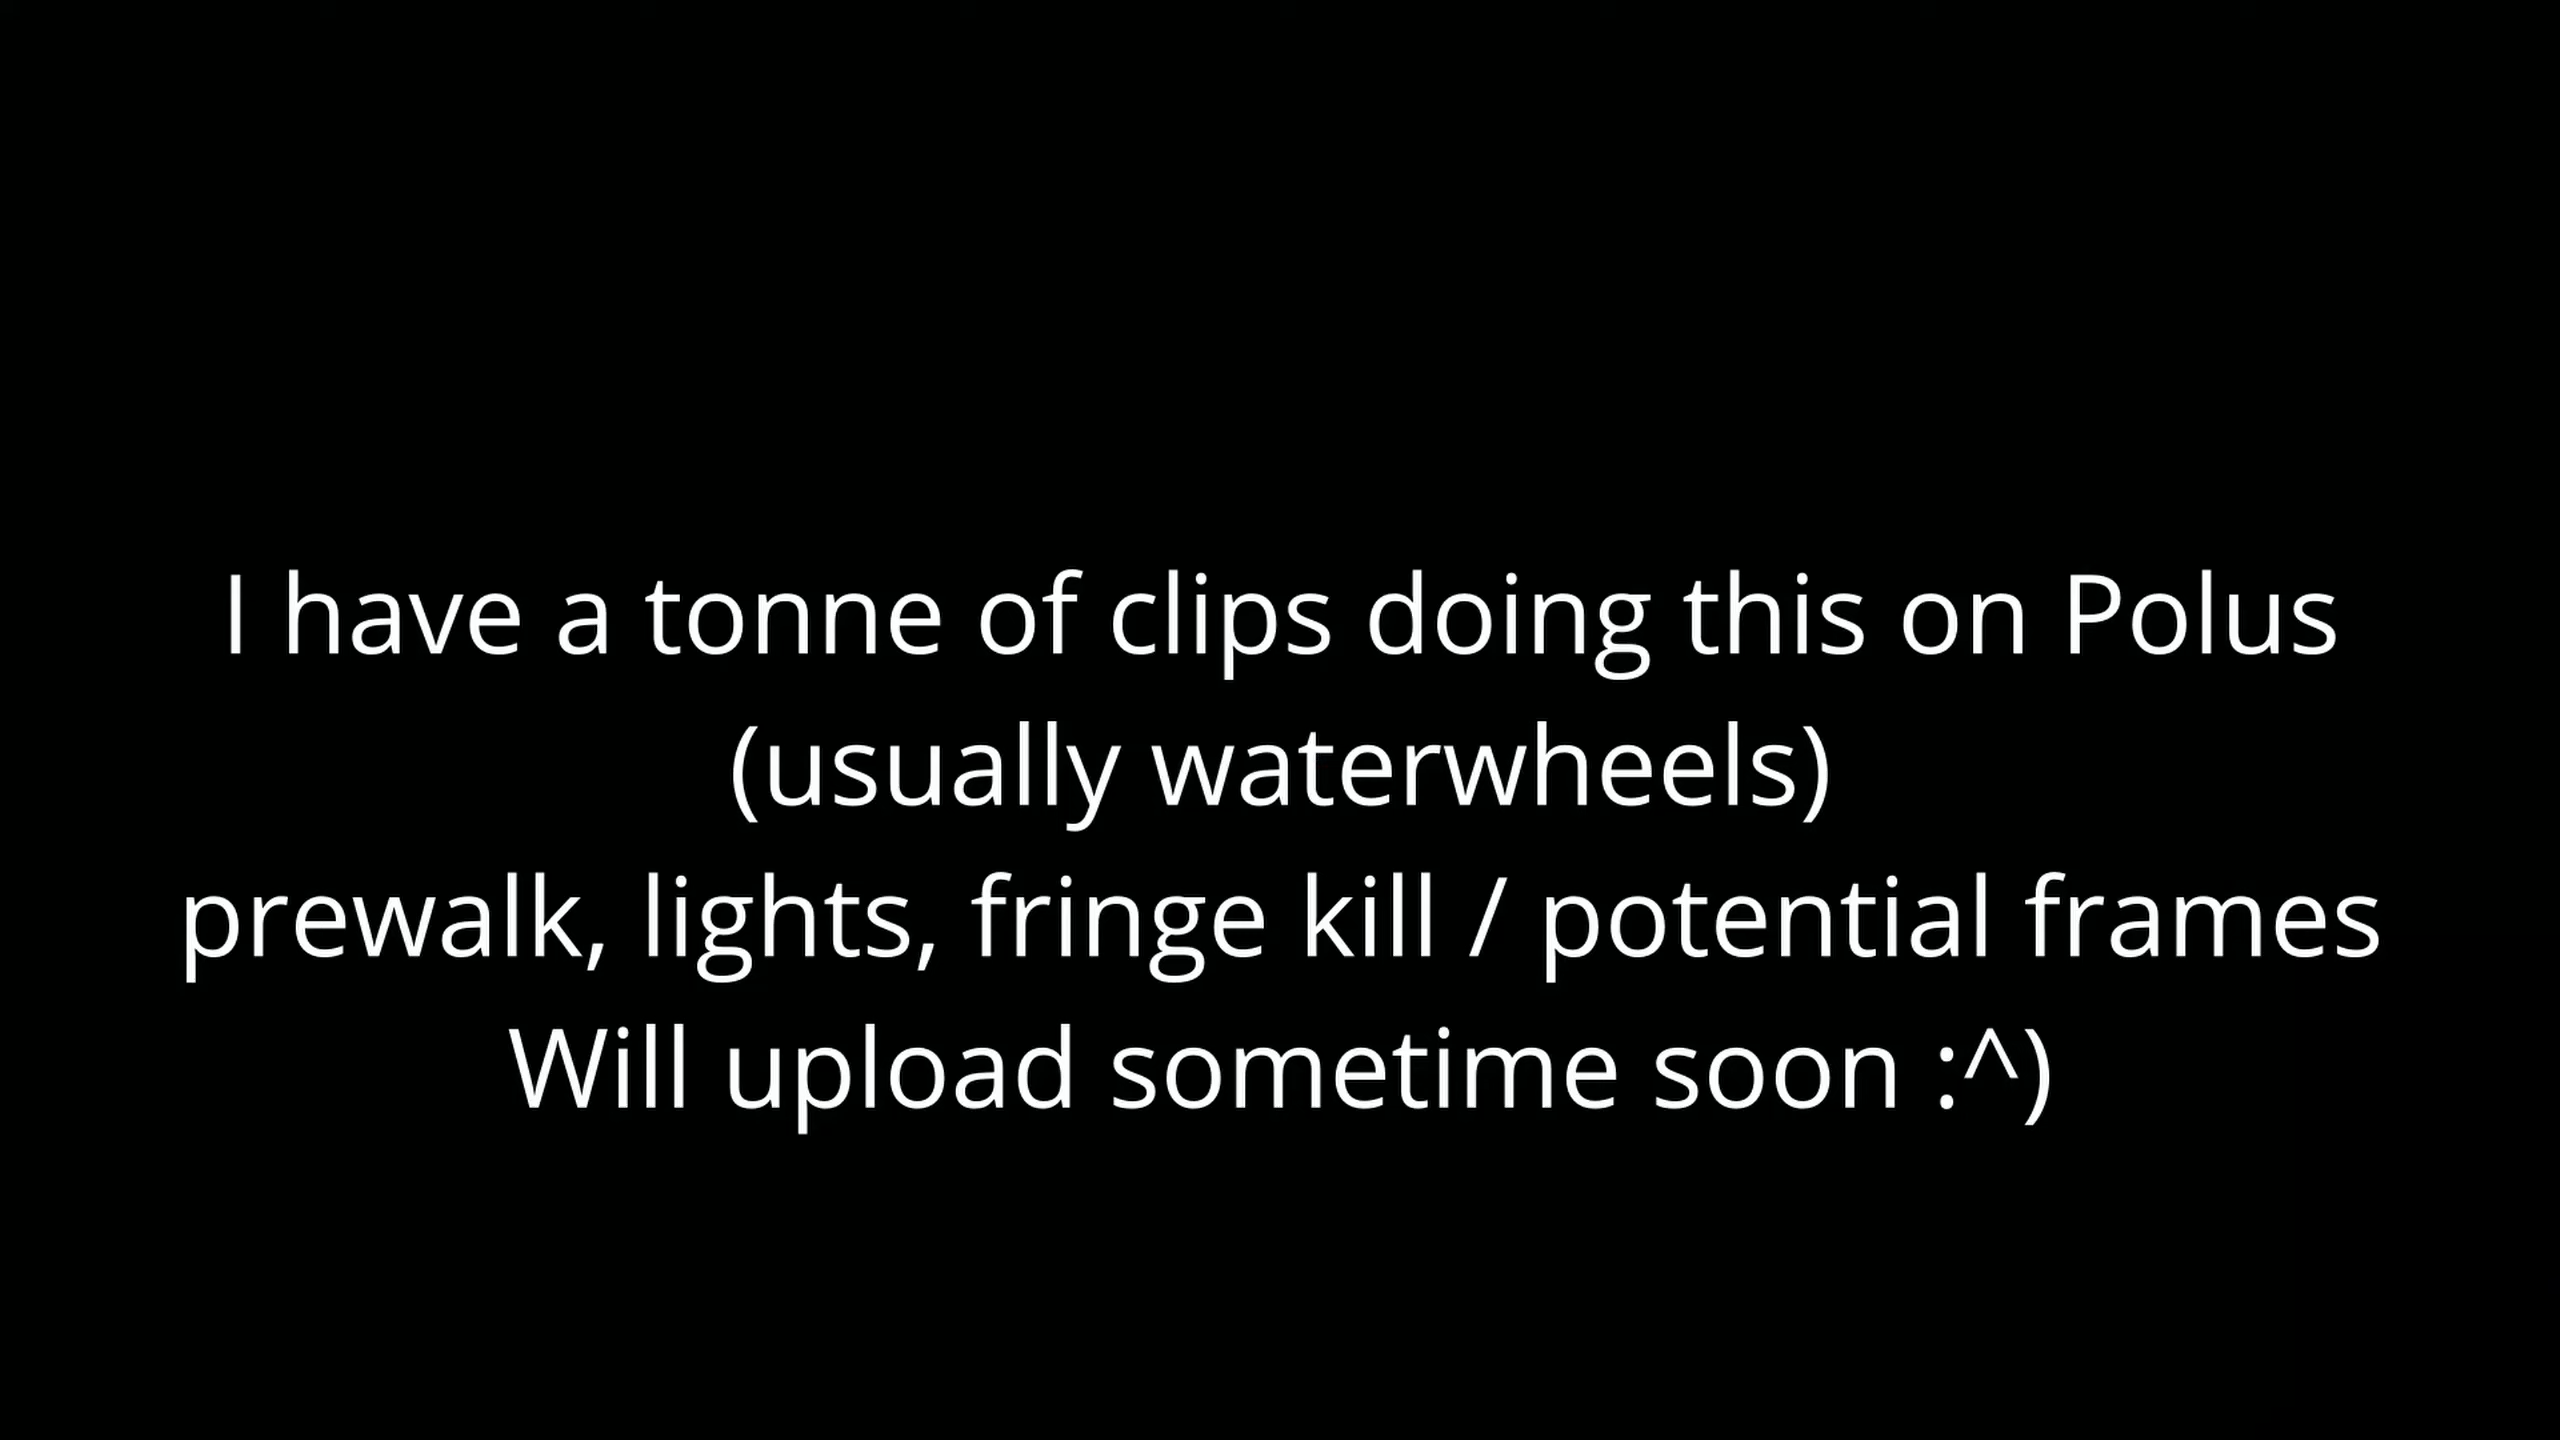 I have a tonne of clips doing this on Polus
(usually waterwheels)
prewalk, lights, fringe kill / potential frames
Will upload sometime soon :^)